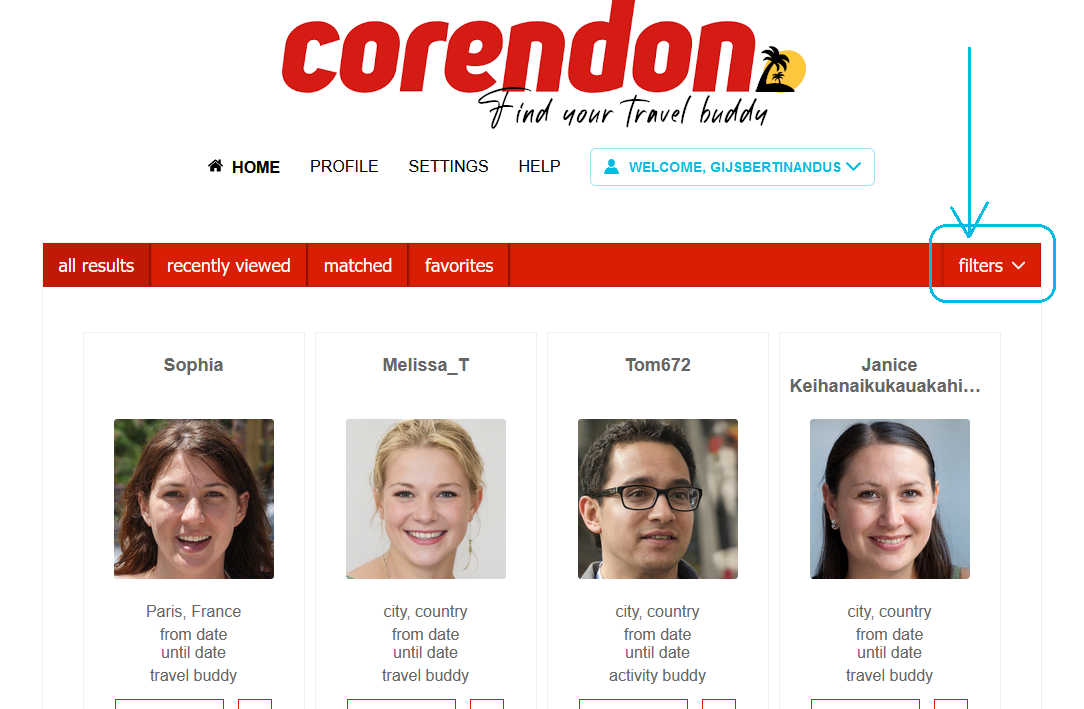 corendon
Find your Travel buddy
HOME PROFILE SETTINGS HELP WELCOME, GIJSBERTINANDUS
all results recently viewed matched favorites filters
Sophia Melissa_T Tom672 Janice
Keihanaikukauakahi...
Paris, France city, country city, country city, country
from date from date from date from date
until date until date until date until date
travel buddy travel buddy activity buddy travel buddy